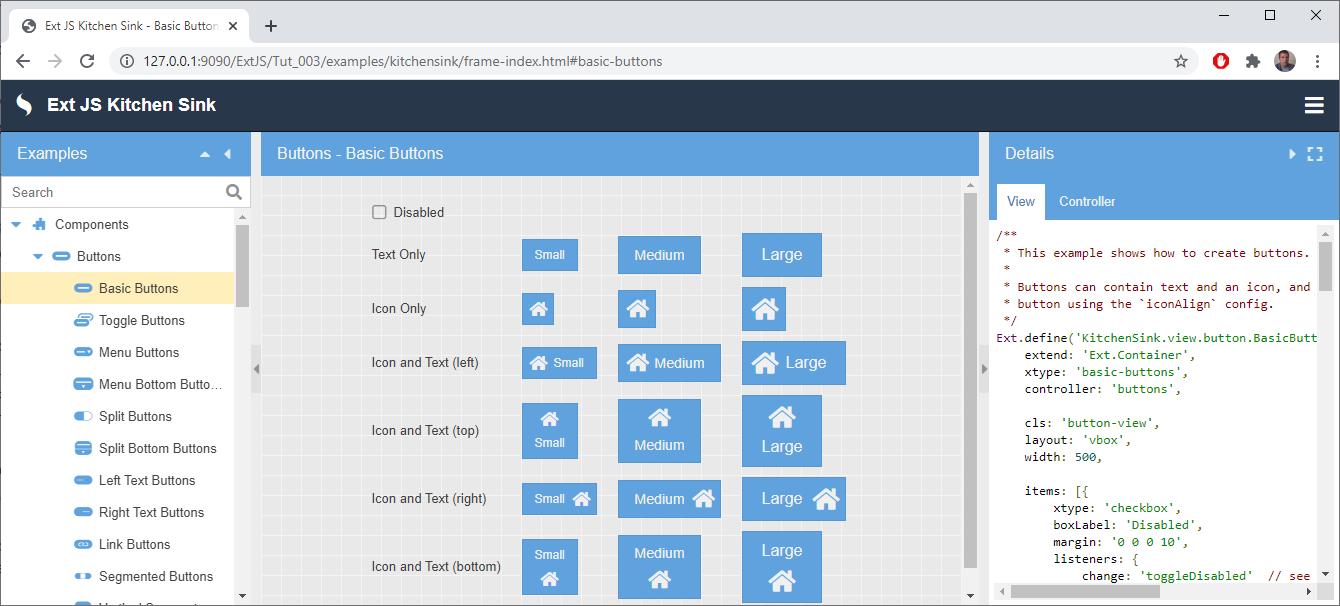 Ext JS Kitchen Sink - Basic Button
127.0.0.1:9090/ExtJS/Tut_003/examples/kitchensink/frame-index.html#basic-buttons
Ext JS Kitchen Sink
Examples
Search
Components
Buttons
Basic Buttons
Toggle Buttons
Menu Buttons
Menu Bottom Butto...
Split Buttons
Split Bottom Buttons
Left Text Buttons
Right Text Buttons
Link Buttons
Segmented Buttons
Buttons - Basic Buttons
Disabled
Text Only Small Medium Large
Icon Only
Icon and Text (left) Small Medium Large
Icon and Text (top) Small Medium Large
Icon and Text (right) Small Medium Large
Icon and Text (bottom) Small Medium Large
Details
View Controller
/**
* This example shows how to create buttons.
*
* Buttons can contain text and an icon, and
* button using the `iconAlign` config.
*/
Ext.define('KitchenSink.view.button.BasicButt
extend: 'Ext.Container',
xtype: 'basic-buttons',
controller: 'buttons',
cls: 'button-view',
layout: 'vbox',
width: 500,
items: [{
xtype: 'checkbox',
boxLabel: 'Disabled',
margin: '0 0 0 10',
listeners: {
change: 'toggleDisabled' // see